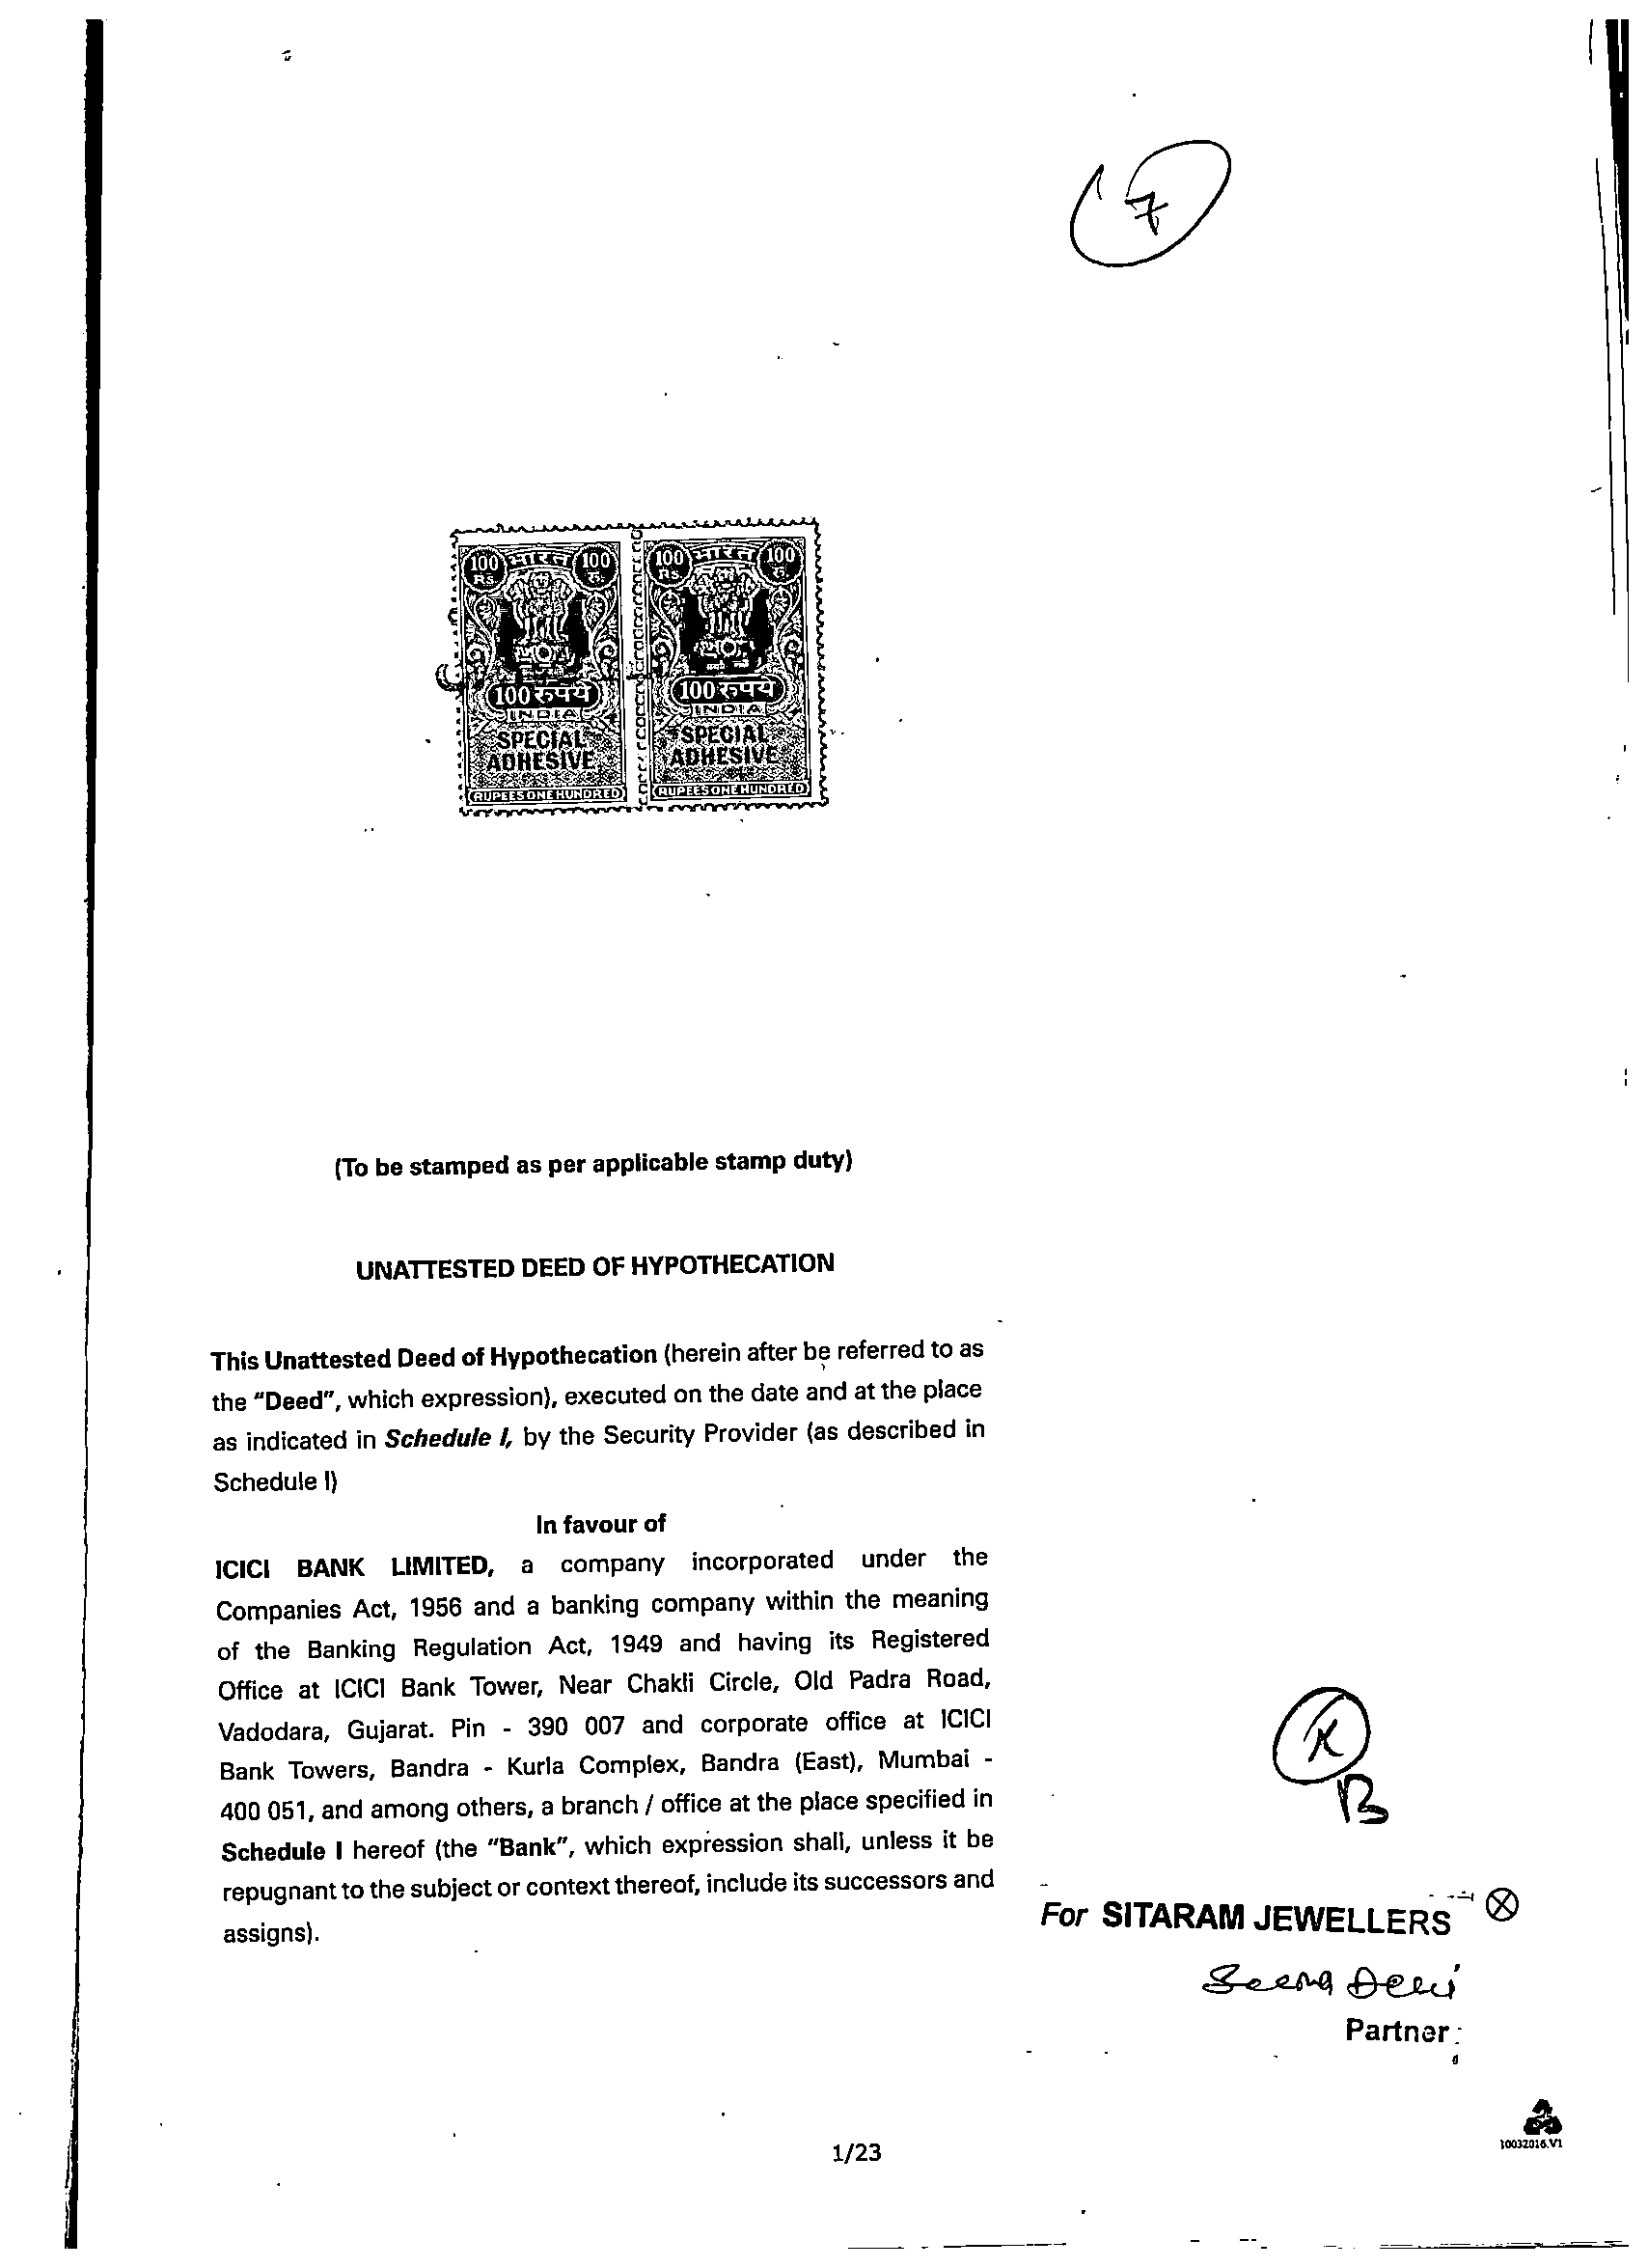 7
100 भारत 100
Rs. रु.
100 रुपये
INDIA
SPECIAL
ADHESIVE
(RUPEES ONE HUNDRED)
100 भारत 100
Rs. रु.
100 रुपये
INDIA
SPECIAL
ADHESIVE
(RUPEES ONE HUNDRED)
(To be stamped as per applicable stamp duty)
UNATTESTED DEED OF HYPOTHECATION
This Unattested Deed of Hypothecation (herein after be referred to as
the “Deed”, which expression), executed on the date and at the place
as indicated in Schedule I, by the Security Provider (as described in
Schedule I)
In favour of
ICICI BANK LIMITED, a company incorporated under the
Companies Act, 1956 and a banking company within the meaning
of the Banking Regulation Act, 1949 and having its Registered
Office at ICICI Bank Tower, Near Chakli Circle, Old Padra Road,
Vadodara, Gujarat. Pin - 390 007 and corporate office at ICICI
Bank Towers, Bandra - Kurla Complex, Bandra (East), Mumbai -
400 051, and among others, a branch / office at the place specified in
Schedule I hereof (the “Bank”, which expression shall, unless it be
repugnant to the subject or context thereof, include its successors and
assigns).
For SITARAM JEWELLERS
Seema Devi
Partner
1/23
10032016.V1